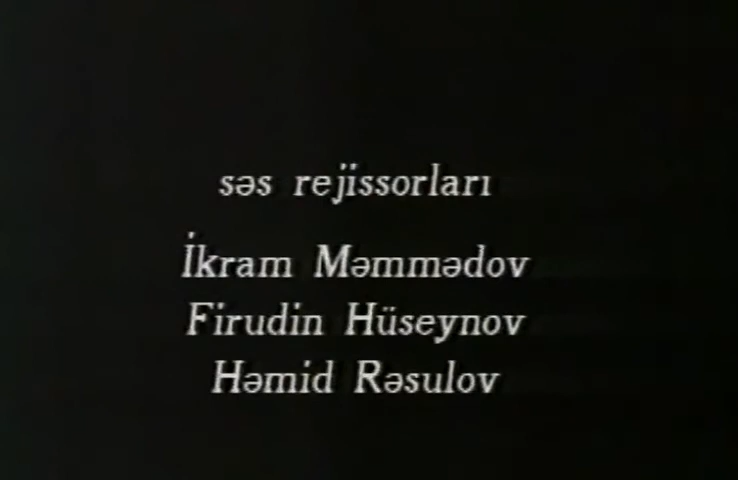 səs rejissorları
İkram Məmmədov
Firudin Hüseynov
Həmid Rəsulov